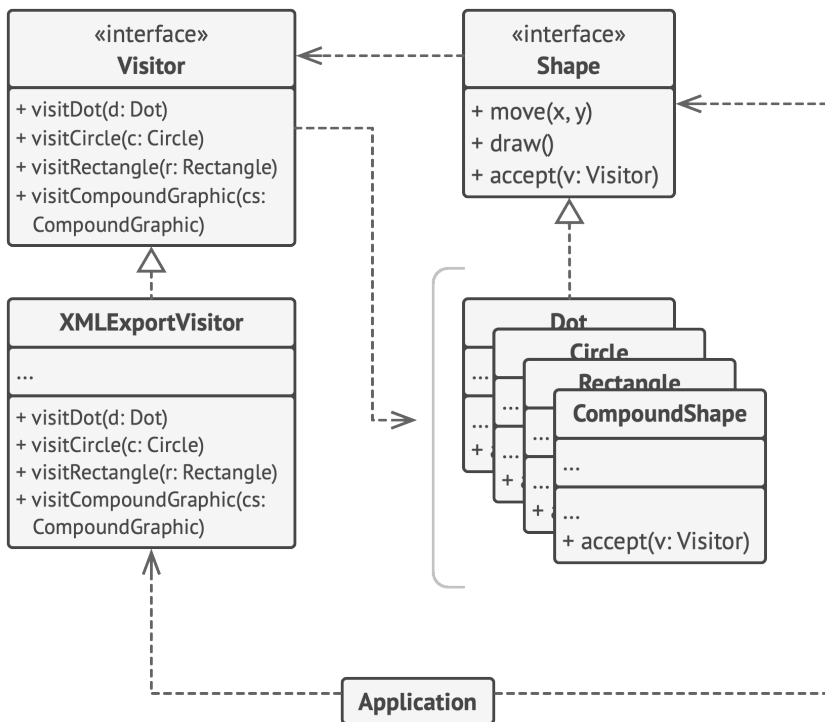 «interface»
Visitor
+ visitDot(d: Dot)
+ visitCircle(c: Circle)
+ visitRectangle(r: Rectangle)
+ visitCompoundGraphic(cs:
CompoundGraphic)
«interface»
Shape
+ move(x, y)
+ draw()
+ accept(v: Visitor)
XMLExportVisitor
...
+ visitDot(d: Dot)
+ visitCircle(c: Circle)
+ visitRectangle(r: Rectangle)
+ visitCompoundGraphic(cs:
CompoundGraphic)
Dot
...
...
+
Circle
...
...
+
Rectangle
...
...
+
CompoundShape
...
...
+ accept(v: Visitor)
Application